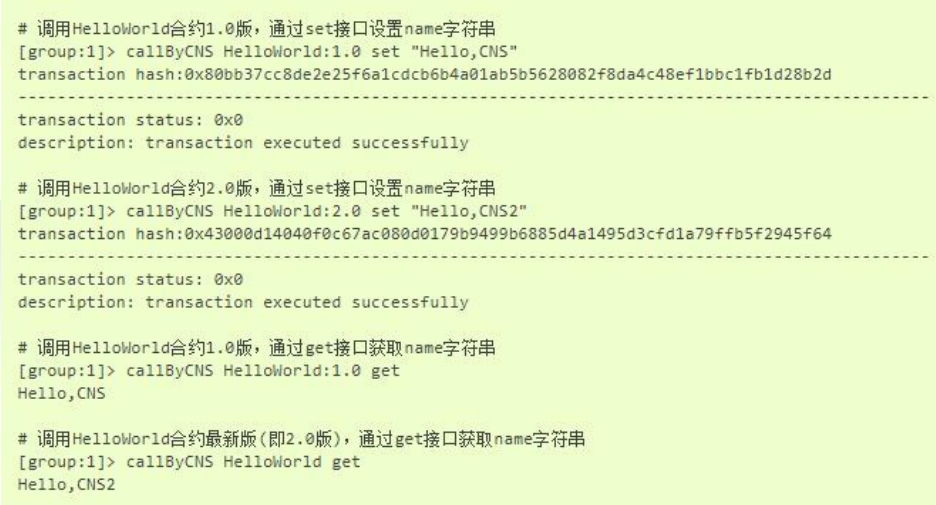 # 调用HelloWorld合约1.0版，通过set接口设置name字符串
[group:1]> callByCNS HelloWorld:1.0 set "Hello,CNS"
transaction hash:0x80bb37cc8de2e25f6a1cdcb6b4a01ab5b5628082f8da4c48ef1bbc1fb1d28b2d
---------------------------------------------------------------------------------------------
transaction status: 0x0
description: transaction executed successfully
# 调用HelloWorld合约2.0版，通过set接口设置name字符串
[group:1]> callByCNS HelloWorld:2.0 set "Hello,CNS2"
transaction hash:0x43000d14040f0c67ac080d0179b9499b6885d4a1495d3cfd1a79ffb5f2945f64
---------------------------------------------------------------------------------------------
transaction status: 0x0
description: transaction executed successfully
# 调用HelloWorld合约1.0版，通过get接口获取name字符串
[group:1]> callByCNS HelloWorld:1.0 get
Hello,CNS
# 调用HelloWorld合约最新版(即2.0版)，通过get接口获取name字符串
[group:1]> callByCNS HelloWorld get
Hello,CNS2